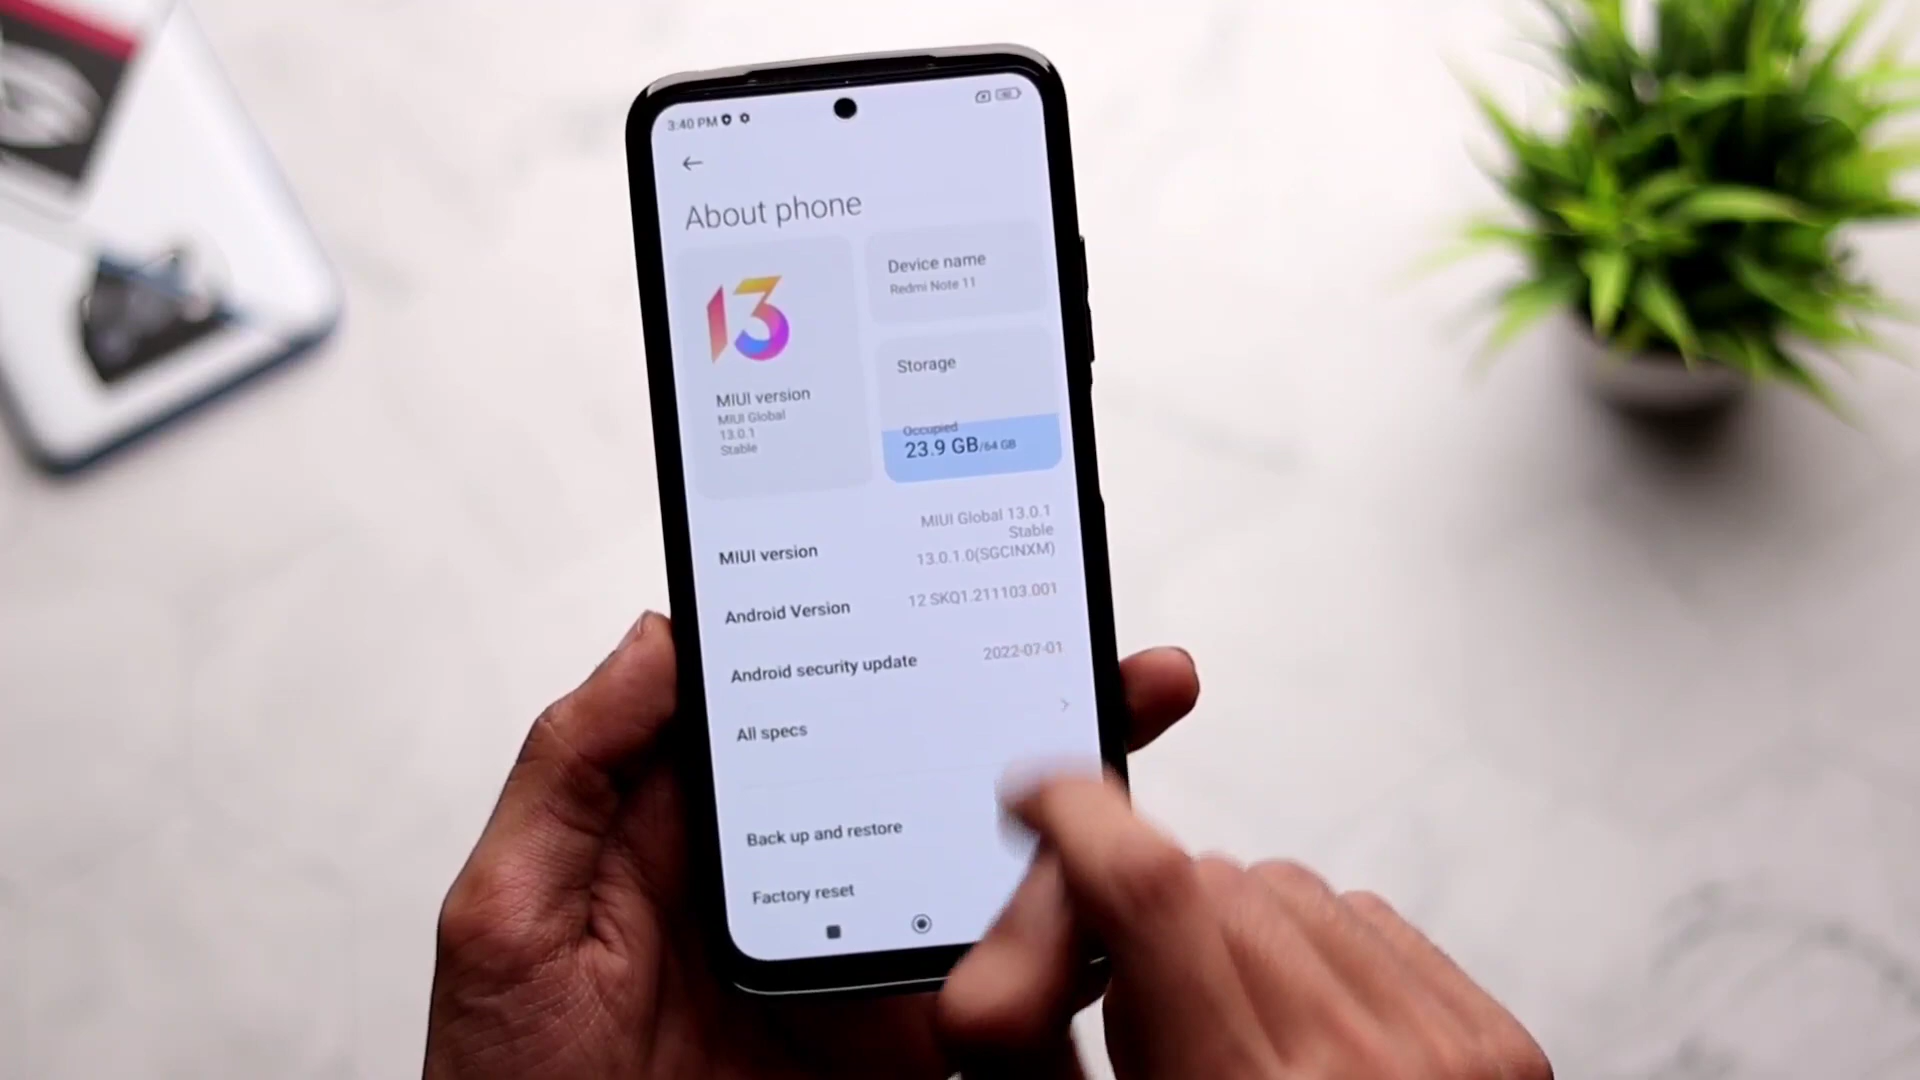 3:40 PM
About phone
13
MIUI version
MIUI Global
13.0.1
Stable
Device name
Redmi Note 11
Storage
Occupied
23.9 GB/64 GB
MIUI version
MIUI Global 13.0.1
Stable
13.0.1.0(SGCINXM)
Android Version
12 SKQ1.211103.001
Android security update
2022-07-01
All specs
Back up and restore
Factory reset